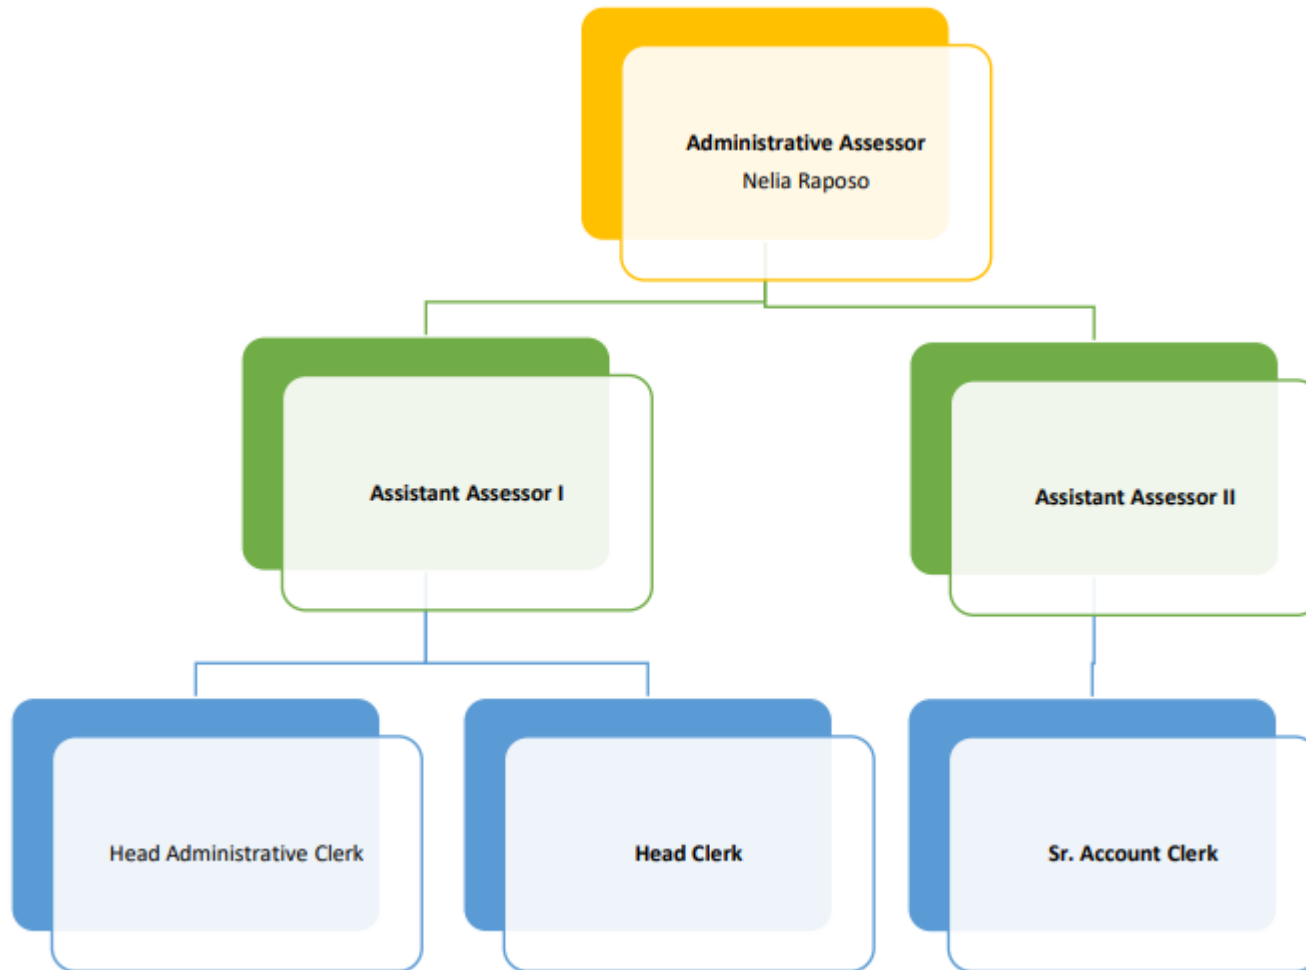 Administrative Assessor
Nelia Raposo
Assistant Assessor I
Assistant Assessor II
Head Administrative Clerk
Head Clerk
Sr. Account Clerk